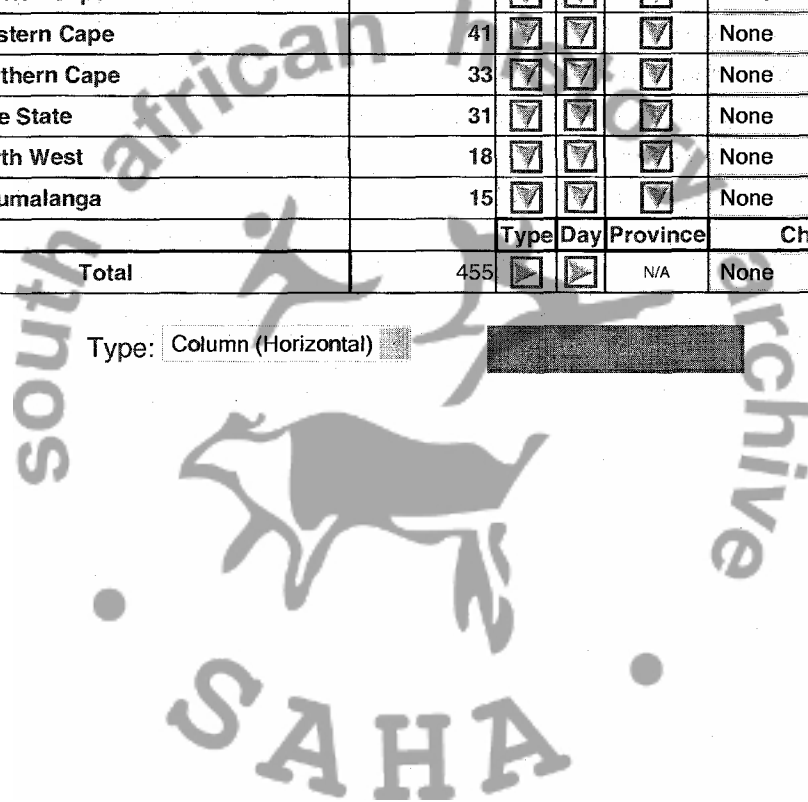 stern Cape 41 None
thern Cape 33 None
e State 31 None
th West 18 None
umalanga 15 None
Type Day Province Ch
Total 455 N/A None
Type: Column (Horizontal)
south african history archive
SAHA